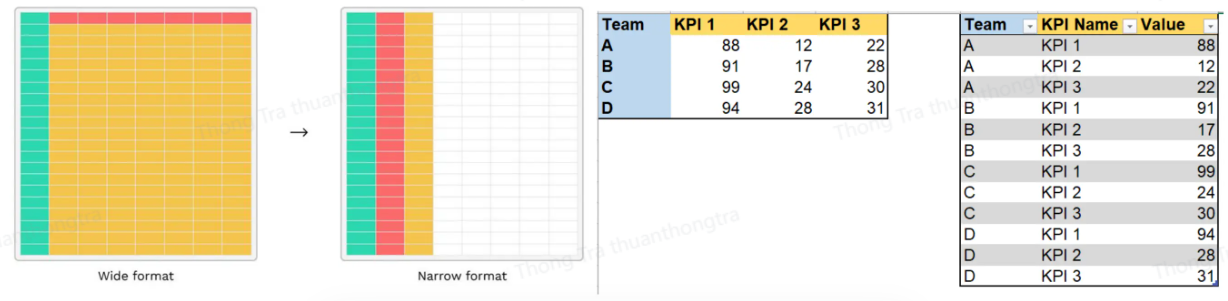 Team KPI 1 KPI 2 KPI 3
A 88 12 22
B 91 17 28
C 99 24 30
D 94 28 31
Team KPI Name Value
A KPI 1 88
A KPI 2 12
A KPI 3 22
B KPI 1 91
B KPI 2 17
B KPI 3 28
C KPI 1 99
C KPI 2 24
C KPI 3 30
D KPI 1 94
D KPI 2 28
D KPI 3 31
→
Wide format
Narrow format
Thong Tra thuanthongtra